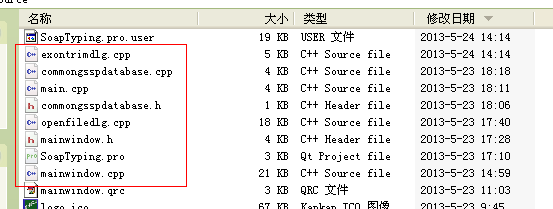 名称 大小 类型 修改日期
SoapTyping.pro.user 19 KB USER 文件 2013-5-24 14:14
exontrimdlg.cpp 5 KB C++ Source file 2013-5-24 14:14
commongsspdatabase.cpp 4 KB C++ Source file 2013-5-23 18:18
main.cpp 4 KB C++ Source file 2013-5-23 18:11
commongsspdatabase.h 1 KB C++ Header file 2013-5-23 18:06
openfiledlg.cpp 18 KB C++ Source file 2013-5-23 17:40
mainwindow.h 4 KB C++ Header file 2013-5-23 17:28
SoapTyping.pro 3 KB Qt Project file 2013-5-23 17:10
mainwindow.cpp 21 KB C++ Source file 2013-5-23 14:59
mainwindow.qrc 3 KB QRC 文件 2013-5-23 11:03
logo.ico 67 KB Kankan ICO 图像 2013-5-23 9:45